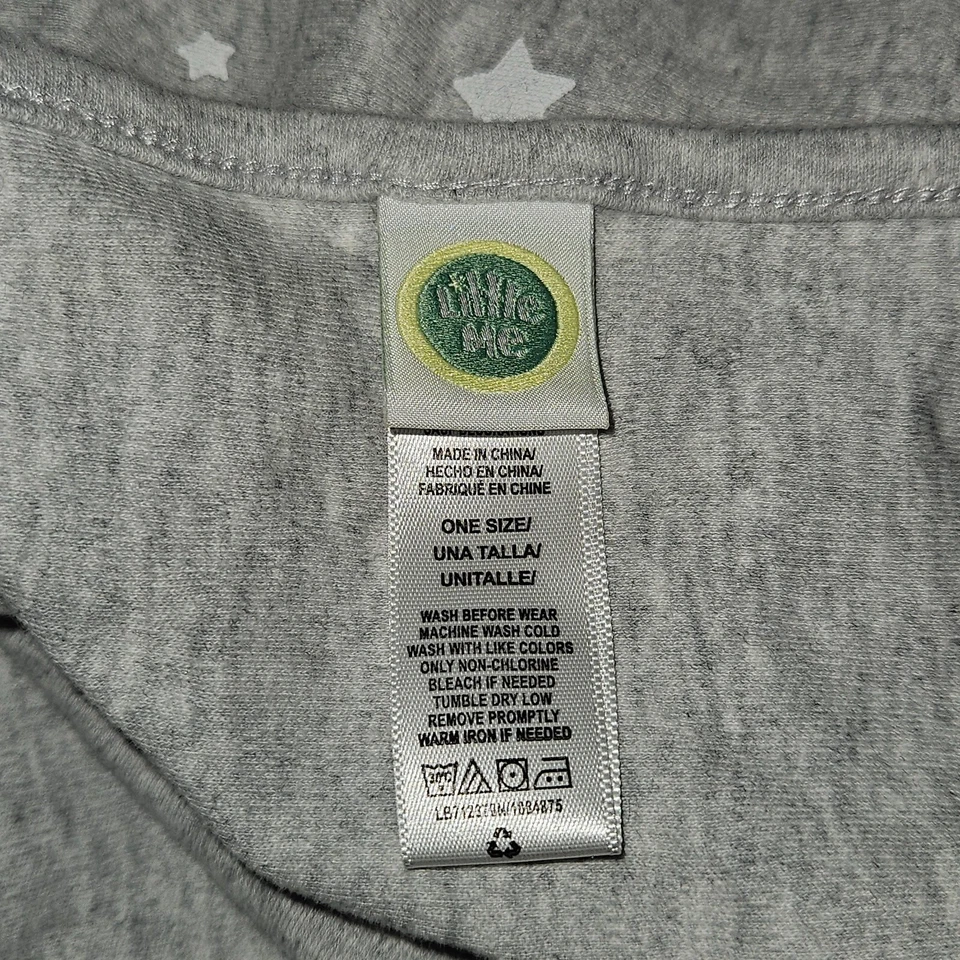 Little
Me
MADE IN CHINA/
HECHO EN CHINA/
FABRIQUÉ EN CHINE
ONE SIZE/
UNA TALLA/
UNITALLE/
WASH BEFORE WEAR
MACHINE WASH COLD
WASH WITH LIKE COLORS
ONLY NON-CHLORINE
BLEACH IF NEEDED
TUMBLE DRY LOW
REMOVE PROMPTLY
WARM IRON IF NEEDED
30°C